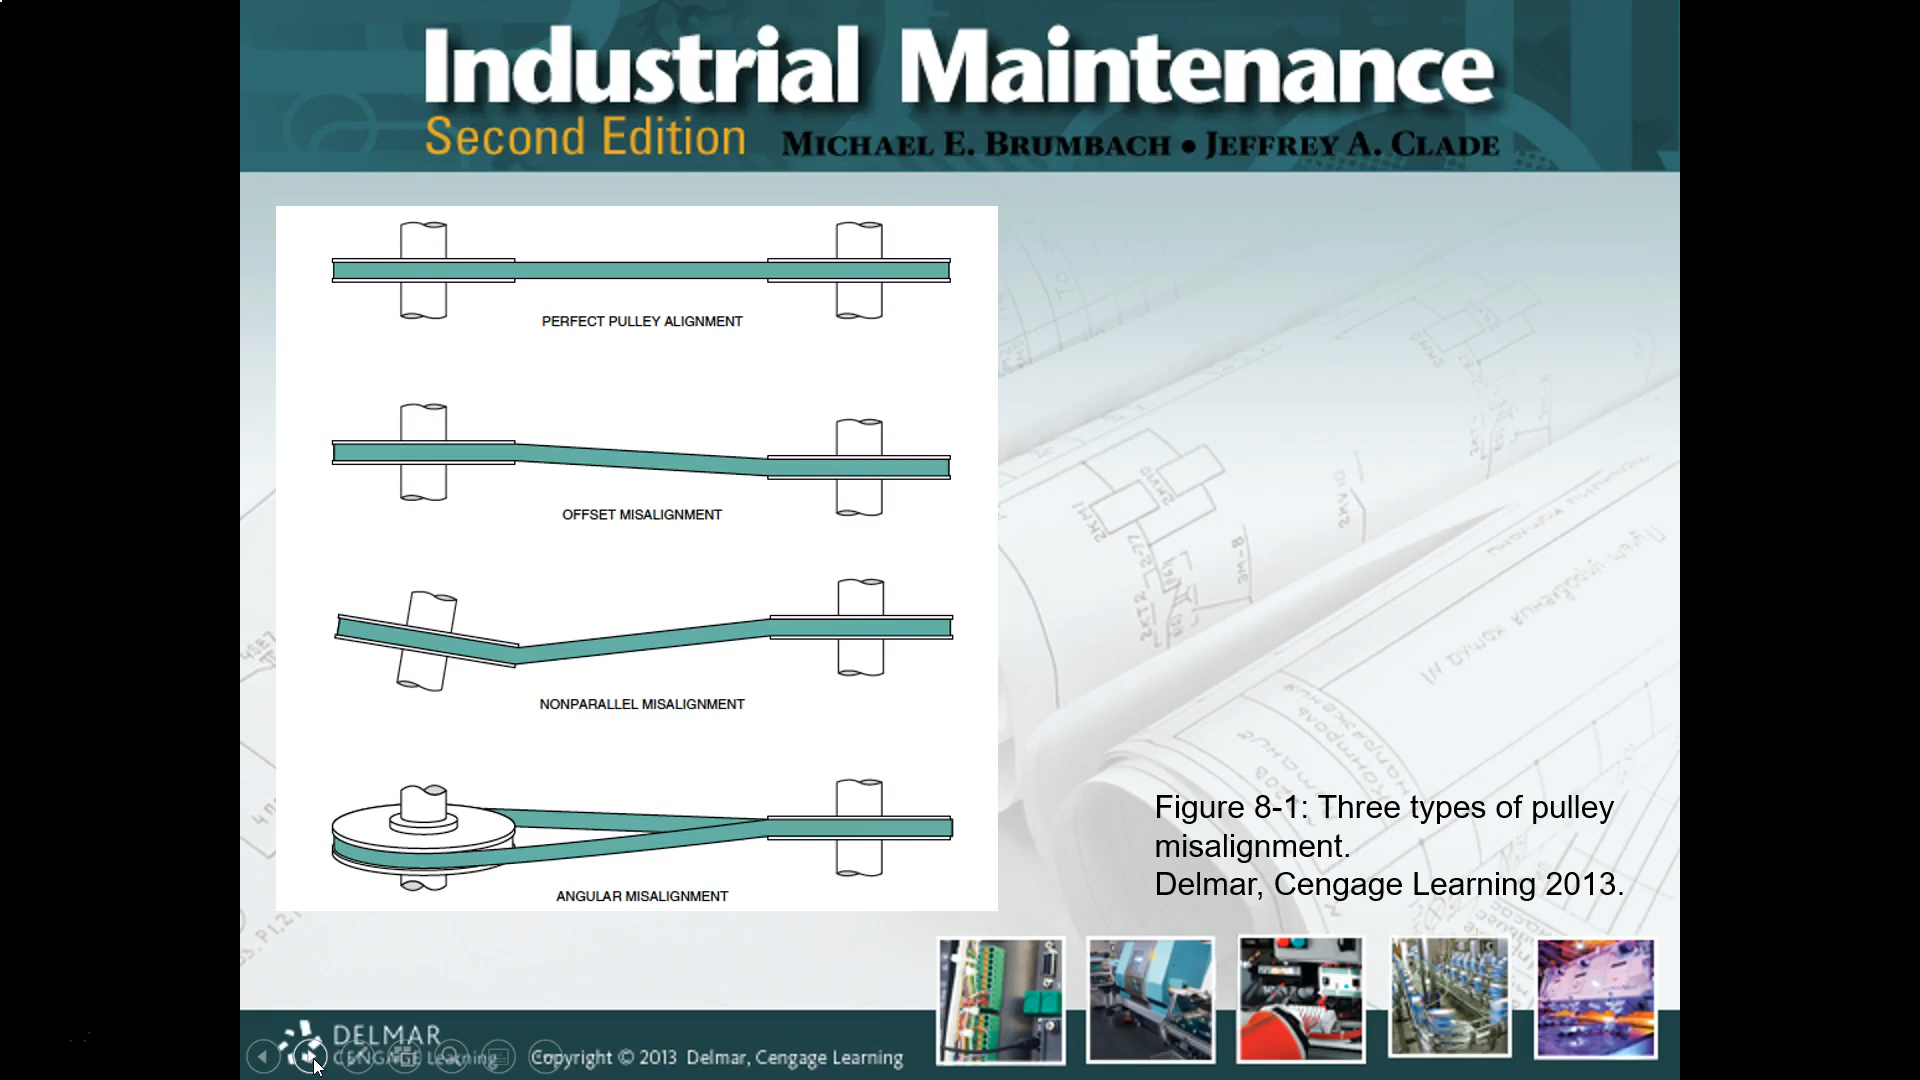 Industrial Maintenance
Second Edition MICHAEL E. BRUMBACH • JEFFREY A. CLADE
PERFECT PULLEY ALIGNMENT
OFFSET MISALIGNMENT
NONPARALLEL MISALIGNMENT
ANGULAR MISALIGNMENT
Figure 8-1: Three types of pulley
misalignment.
Delmar, Cengage Learning 2013.
DELMAR
CENGAGE Learning
Copyright © 2013 Delmar, Cengage Learning